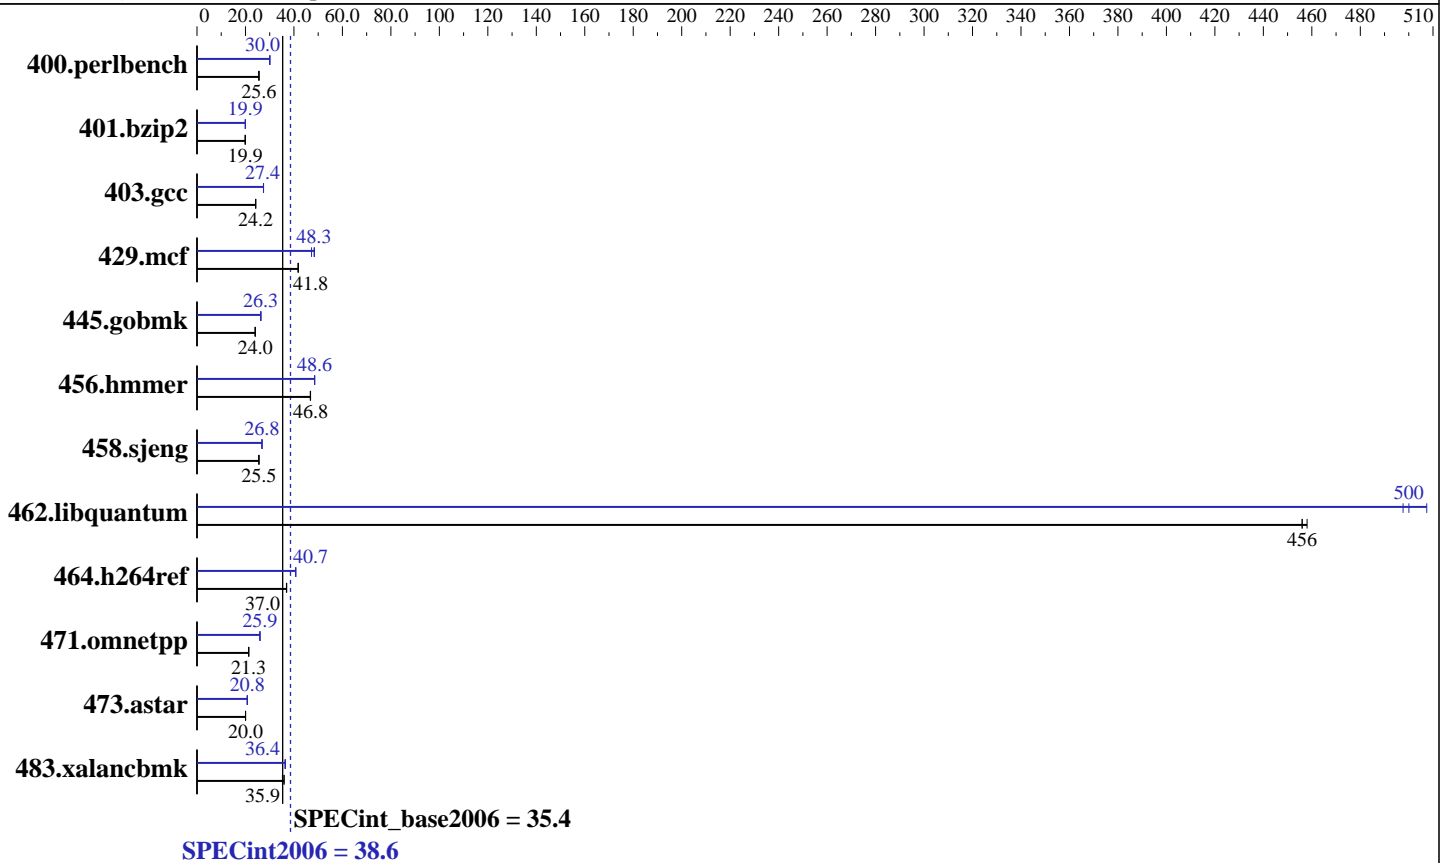 0 20.0 40.0 60.0 80.0 100 120 140 160 180 200 220 240 260 280 300 320 340 360 380 400 420 440 460 480 510
30.0
400.perlbench
25.6
19.9
401.bzip2
19.9
27.4
403.gcc
24.2
48.3
429.mcf
41.8
26.3
445.gobmk
24.0
48.6
456.hmmer
46.8
26.8
458.sjeng
25.5
500
462.libquantum
456
40.7
464.h264ref
37.0
25.9
471.omnetpp
21.3
20.8
473.astar
20.0
36.4
483.xalancbmk
35.9
SPECint_base2006 = 35.4
SPECint2006 = 38.6